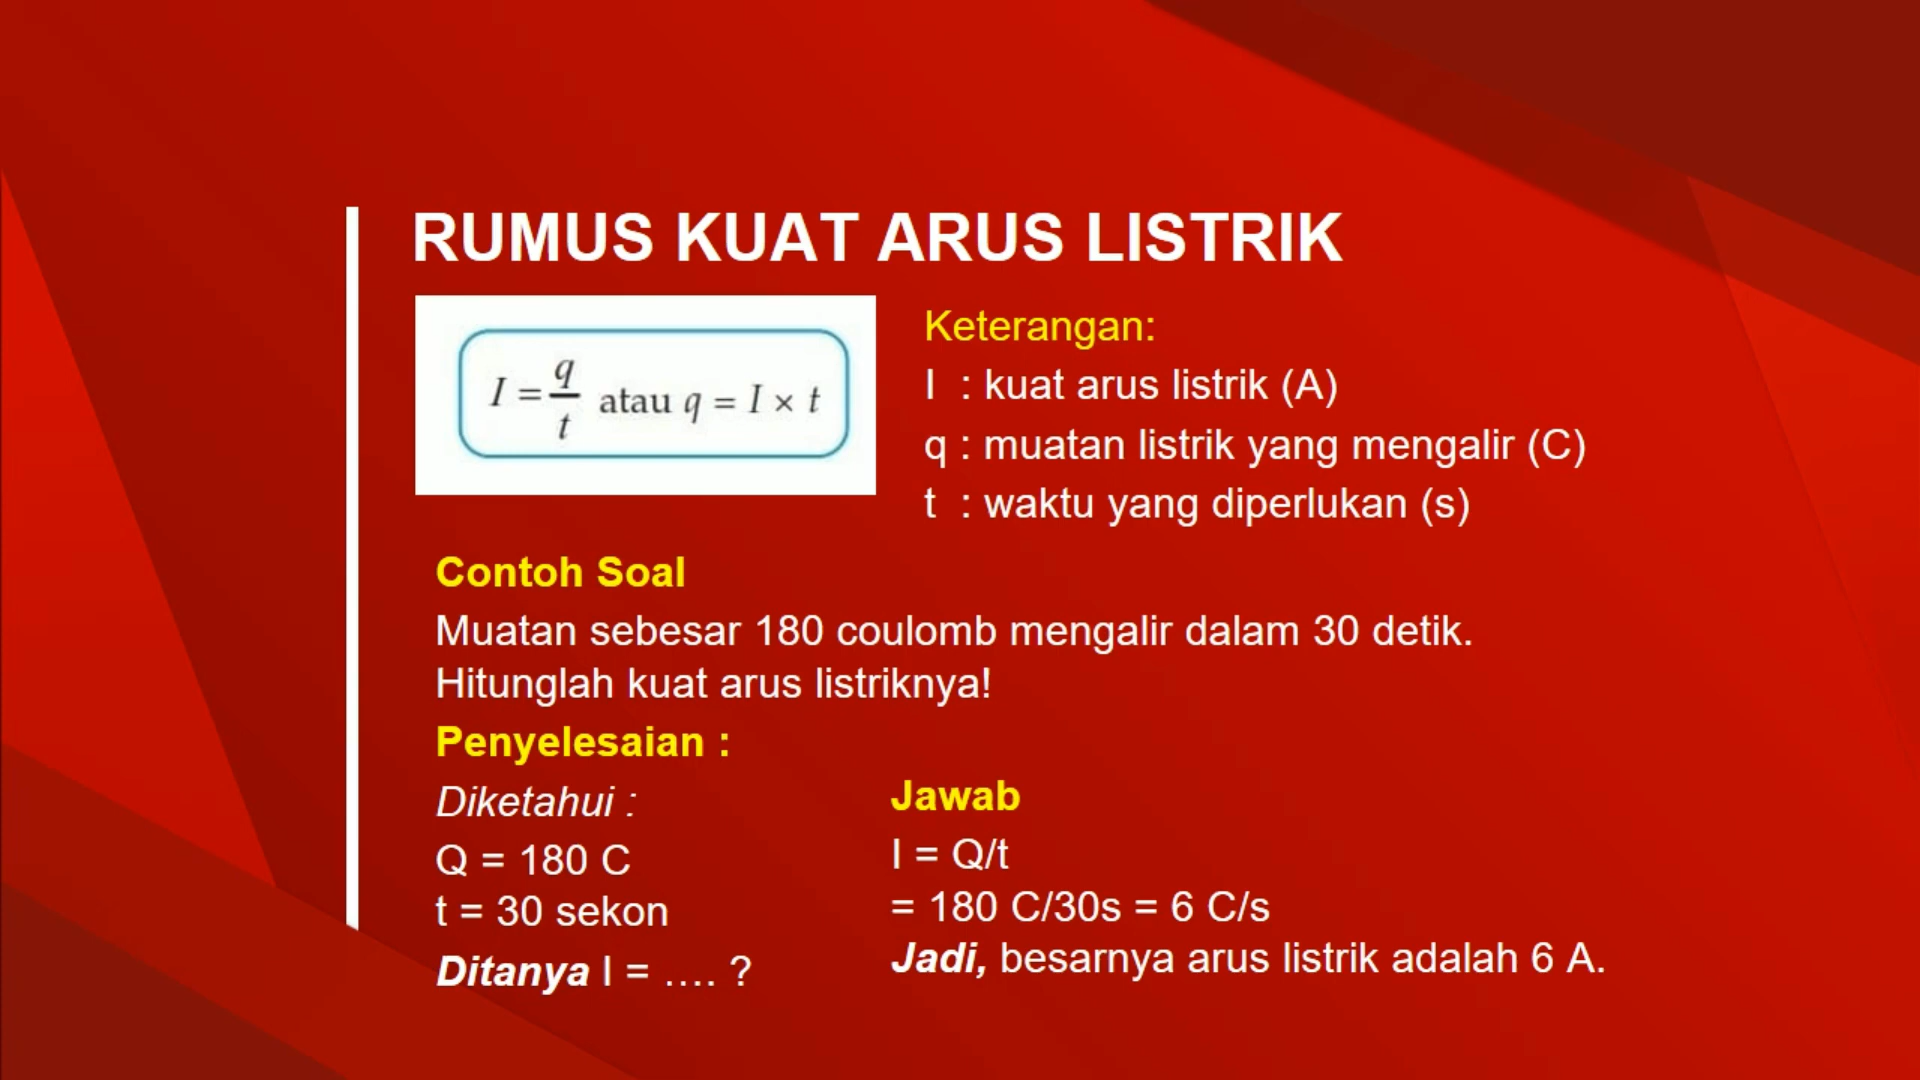 RUMUS KUAT ARUS LISTRIK
I = q/t atau q = I × t
Keterangan:
I : kuat arus listrik (A)
q : muatan listrik yang mengalir (C)
t : waktu yang diperlukan (s)
Contoh Soal
Muatan sebesar 180 coulomb mengalir dalam 30 detik.
Hitunglah kuat arus listriknya!
Penyelesaian :
Diketahui :
Q = 180 C
t = 30 sekon
Ditanya I = .... ?
Jawab
I = Q/t
= 180 C/30s = 6 C/s
Jadi, besarnya arus listrik adalah 6 A.